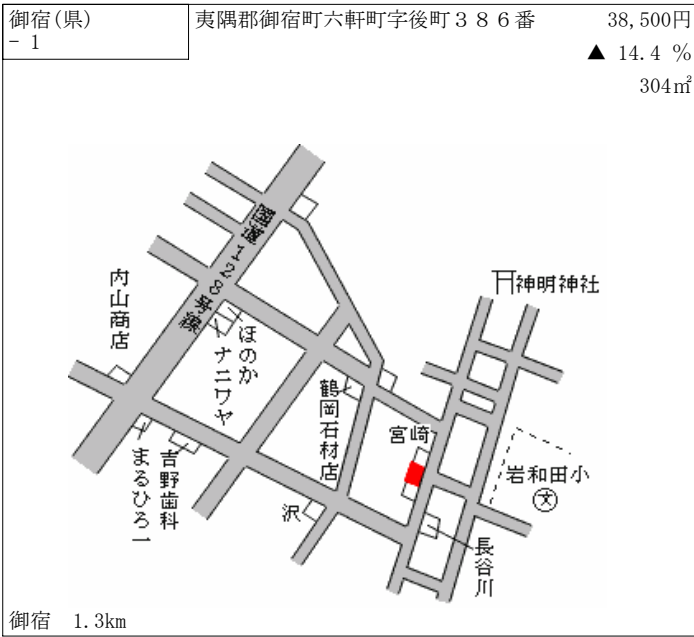 御宿(県)
- 1
夷隅郡御宿町六軒町字後町３８６番
38,500円
▲ 14.4 %
304㎡
国道128号線
神明神社
内山商店
ほのか
ナニワヤ
鶴岡石材店
宮崎
岩和田小
文
まるひろ一
吉野歯科
沢
長谷川
御宿 1.3km